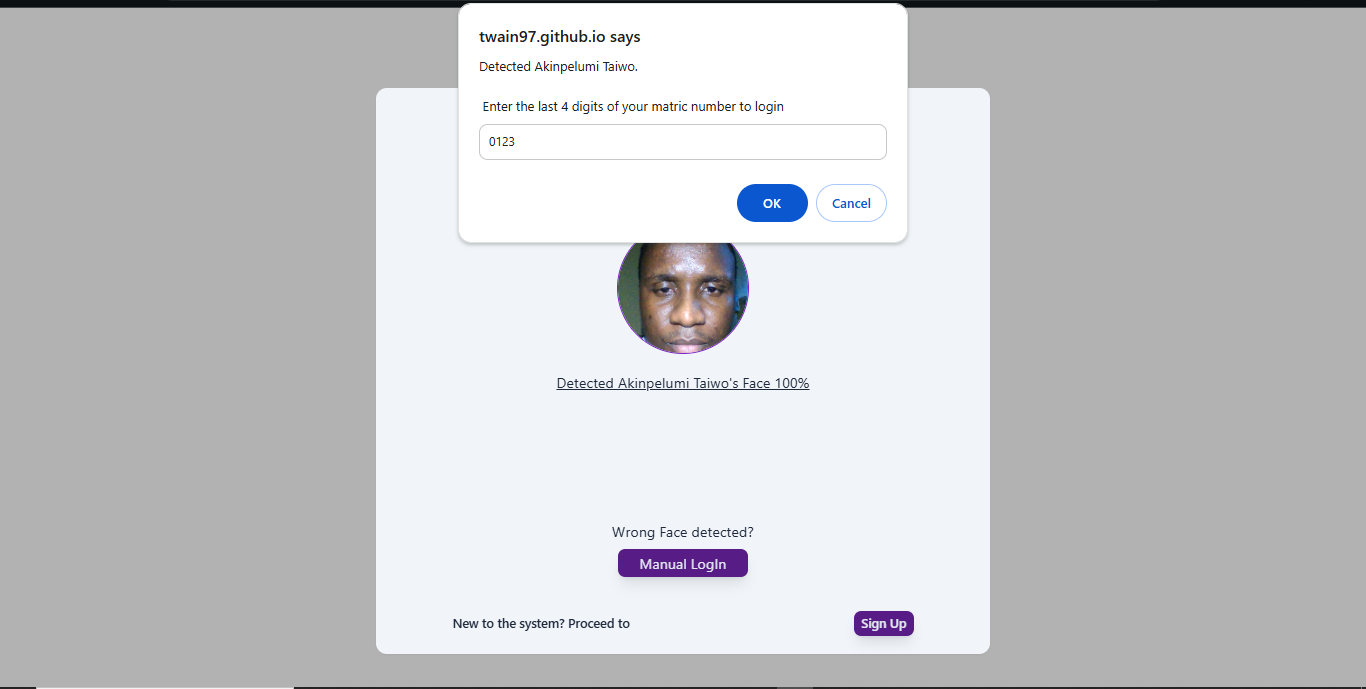 twain97.github.io says
Detected Akinpelumi Taiwo.
Enter the last 4 digits of your matric number to login
0123
OK
Cancel
Detected Akinpelumi Taiwo's Face 100%
Wrong Face detected?
Manual LogIn
New to the system? Proceed to
Sign Up